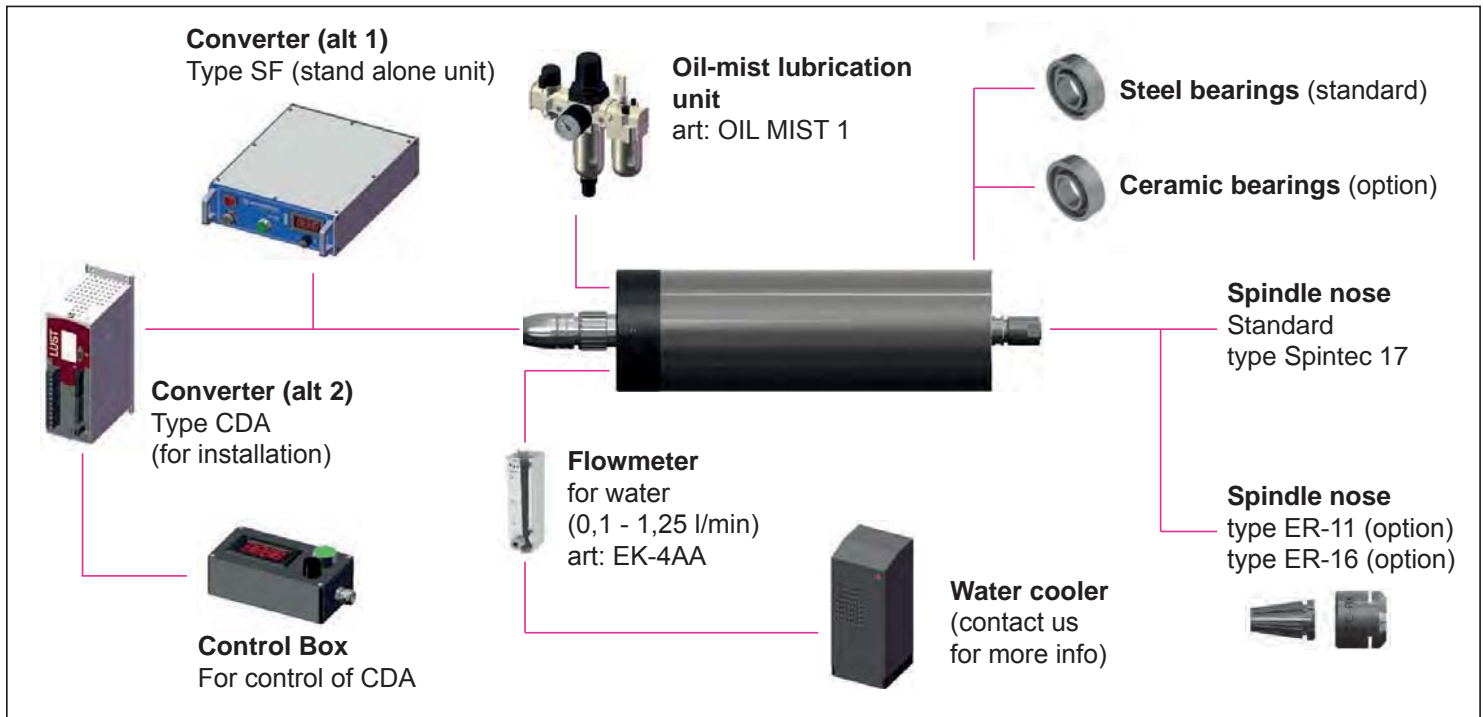 Converter (alt 1)
Type SF (stand alone unit)
Oil-mist lubrication
unit
art: OIL MIST 1
Steel bearings (standard)
Ceramic bearings (option)
LUST
Converter (alt 2)
Type CDA
(for installation)
Spindle nose
Standard
type Spintec 17
Flowmeter
for water
(0,1 - 1,25 l/min)
art: EK-4AA
Spindle nose
type ER-11 (option)
type ER-16 (option)
Water cooler
(contact us
for more info)
Control Box
For control of CDA